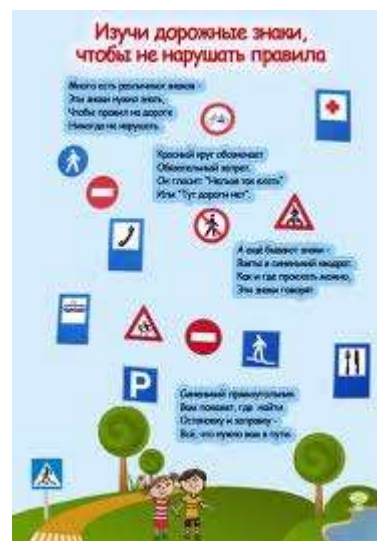 Изучи дорожные знаки,
чтобы не нарушать правила
Много есть различных знаков -
Эти знаки нужно знать,
Чтобы правил на дороге
Никогда не нарушать.
Красный круг обозначает
Обязательный запрет.
Он гласит: "Нельзя тут ехать"
Или "Тут дороги нет".
А ещё бывают знаки -
Взяты в синенький квадрат.
Как и где проехать можно,
Эти знаки говорят.
Синенький прямоугольник
Вам покажет, где найти
Остановку и заправку -
Всё, что нужно вам в пути.
P